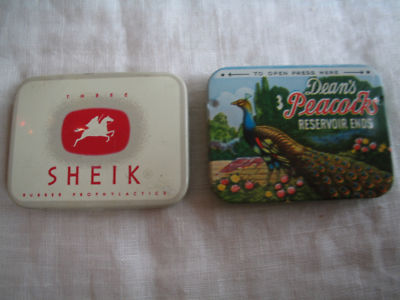 THREE
SHEIK
RUBBER PROPHYLACTICS
TO OPEN PRESS HERE
3 Dean's
Peacocks
RESERVOIR ENDS